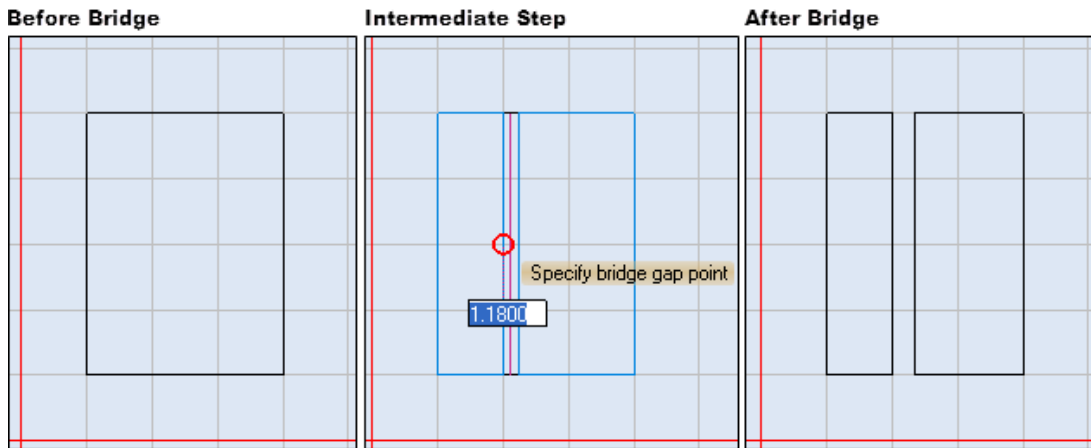 Before Bridge
Intermediate Step
After Bridge
Specify bridge gap point
1.1800